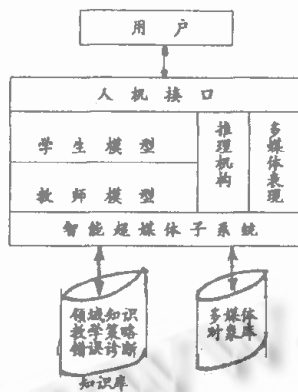 用户
人机接口
学生模型
推理机构
多媒体表现
教师模型
智能超媒体子系统
领域知识
教学策略
错误诊断
多媒体
对象库
知识库